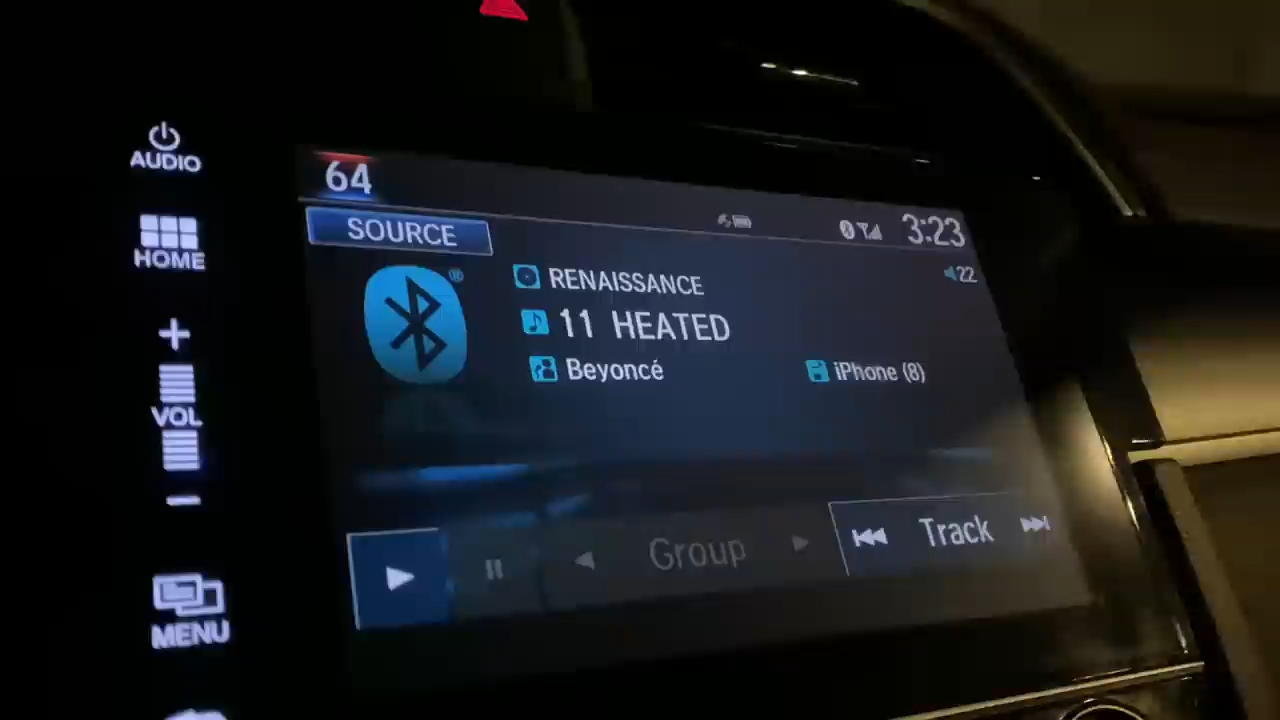 AUDIO
HOME
VOL
MENU
64
3:23
SOURCE
22
®
RENAISSANCE
11 HEATED
Beyoncé
iPhone (8)
Group
Track